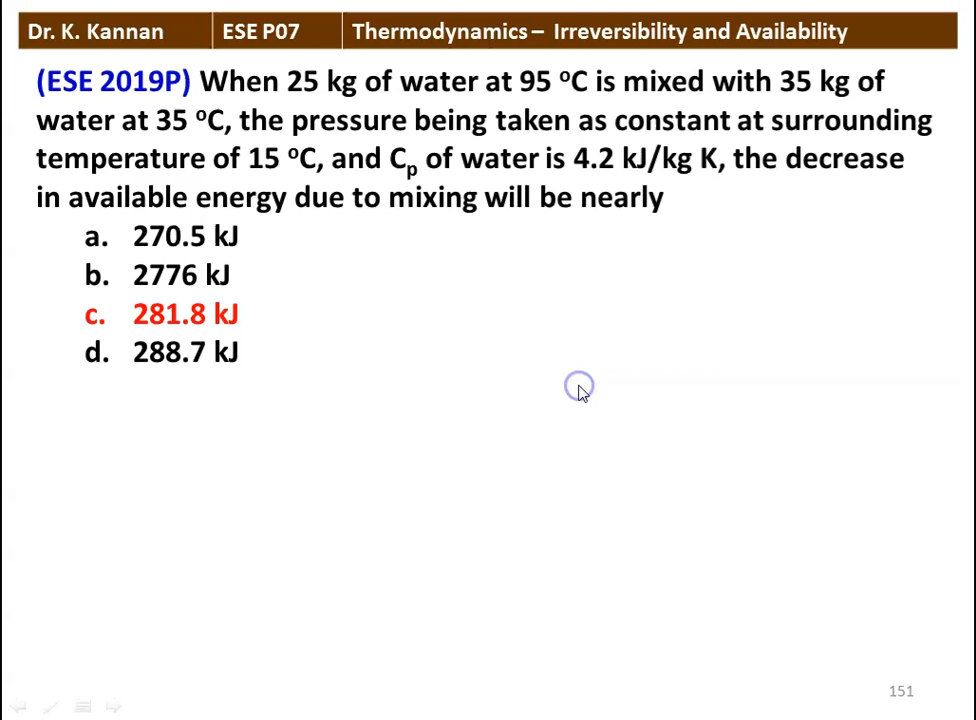 Dr. K. Kannan ESE P07 Thermodynamics – Irreversibility and Availability
(ESE 2019P) When 25 kg of water at 95 ⁰C is mixed with 35 kg of
water at 35 ⁰C, the pressure being taken as constant at surrounding
temperature of 15 ⁰C, and Cₚ of water is 4.2 kJ/kg K, the decrease
in available energy due to mixing will be nearly
a. 270.5 kJ
b. 2776 kJ
c. 281.8 kJ
d. 288.7 kJ
151